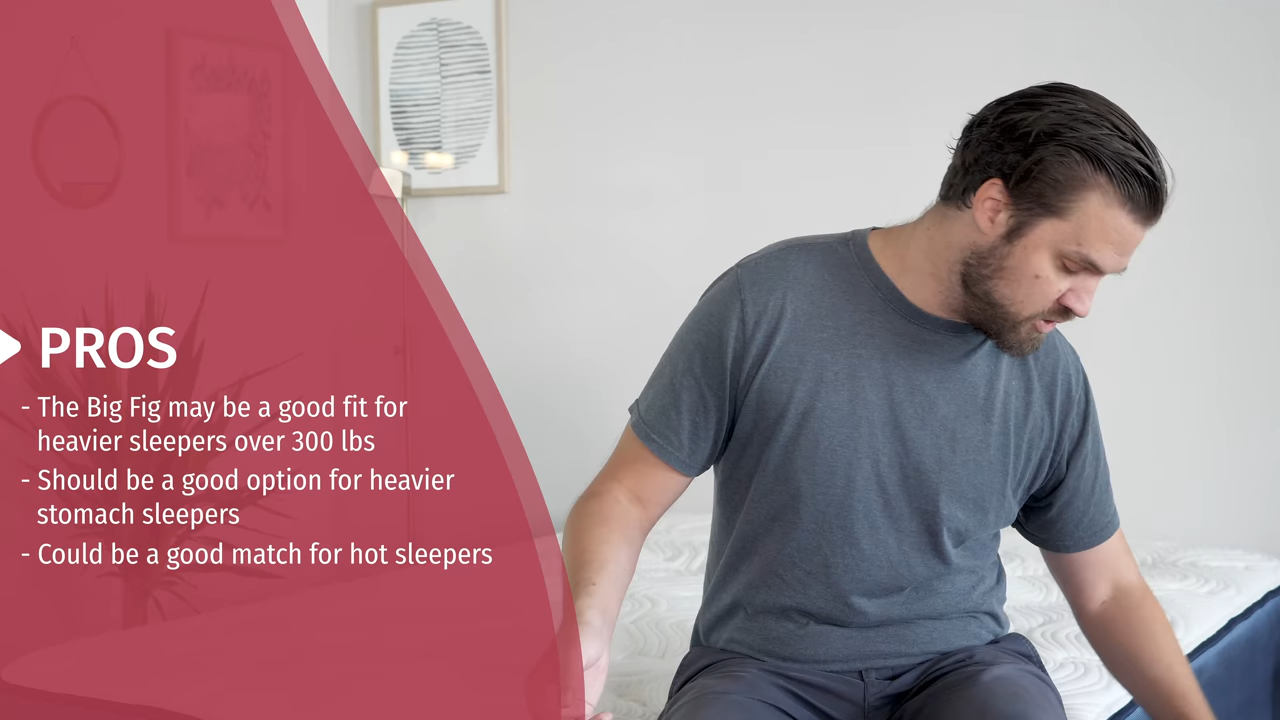 PROS
- The Big Fig may be a good fit for
heavier sleepers over 300 lbs
- Should be a good option for heavier
stomach sleepers
- Could be a good match for hot sleepers